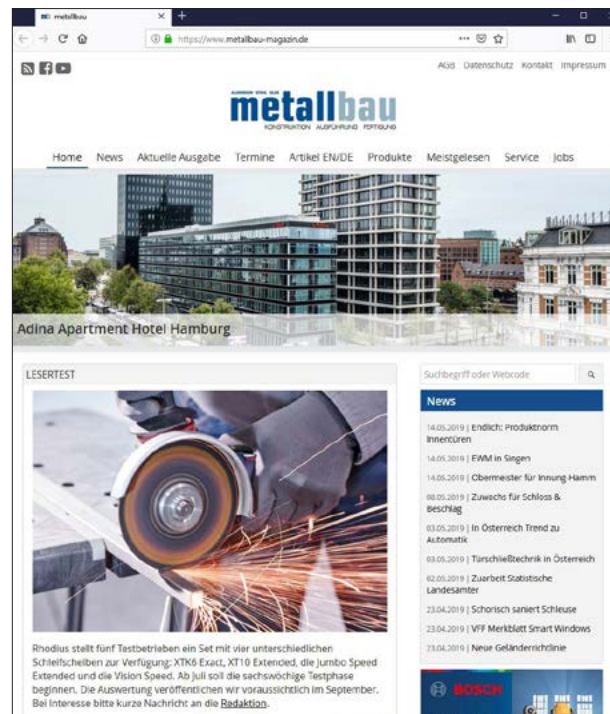 metallbau
https://www.metallbau-magazin.de
AGB Datenschutz Kontakt Impressum
ALUMINIUM STAHL GLAS
metallbau
KONSTRUKTION AUSFÜHRUNG FERTIGUNG
Home News Aktuelle Ausgabe Termine Artikel EN/DE Produkte Meistgelesen Service Jobs
Adina Apartment Hotel Hamburg
LESERTEST
Rhodius stellt fünf Testbetrieben ein Set mit vier unterschiedlichen
Schleifscheiben zur Verfügung: XTK6 Exact, XT10 Extended, die Jumbo Speed
Extended und die Vision Speed. Ab Juli soll die sechswöchige Testphase
beginnen. Die Auswertung veröffentlichen wir voraussichtlich im September.
Bei Interesse bitte kurze Nachricht an die Redaktion.
Suchbegriff oder Webcode
News
14.05.2019 | Endlich: Produktnorm
Innentüren
14.05.2019 | EWM in Singen
14.05.2019 | Obermeister für Innung Hamm
08.05.2019 | Zuwachs für Schloss &
Beschlag
03.05.2019 | In Österreich Trend zu
Automatik
03.05.2019 | Türschließtechnik in Österreich
02.05.2019 | Zuarbeit Statistische
Landesämter
23.04.2019 | Schorisch saniert Schleuse
23.04.2019 | VFF Merkblatt Smart Windows
23.04.2019 | Neue Geländerrichtlinie
BOSCH